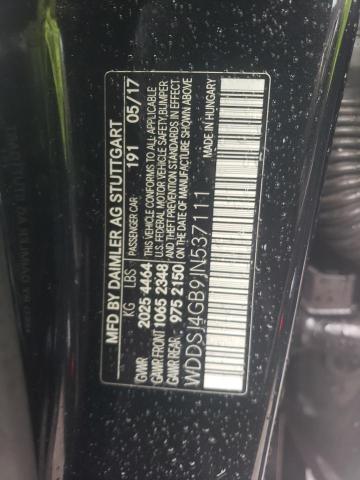 MFD BY DAIMLER AG STUTTGART
PASSENGER CAR 191 05/17
KG LBS
GVWR 2025 4464
GAWR FRONT 1065 2348
GAWR REAR: 975 2150
THIS VEHICLE CONFORMS TO ALL APPLICABLE
U.S. FEDERAL MOTOR VEHICLE SAFETY, BUMPER,
AND THEFT PREVENTION STANDARDS IN EFFECT
ON THE DATE OF MANUFACTURE SHOWN ABOVE
MADE IN HUNGARY
WDDSJ4GB9JN537111